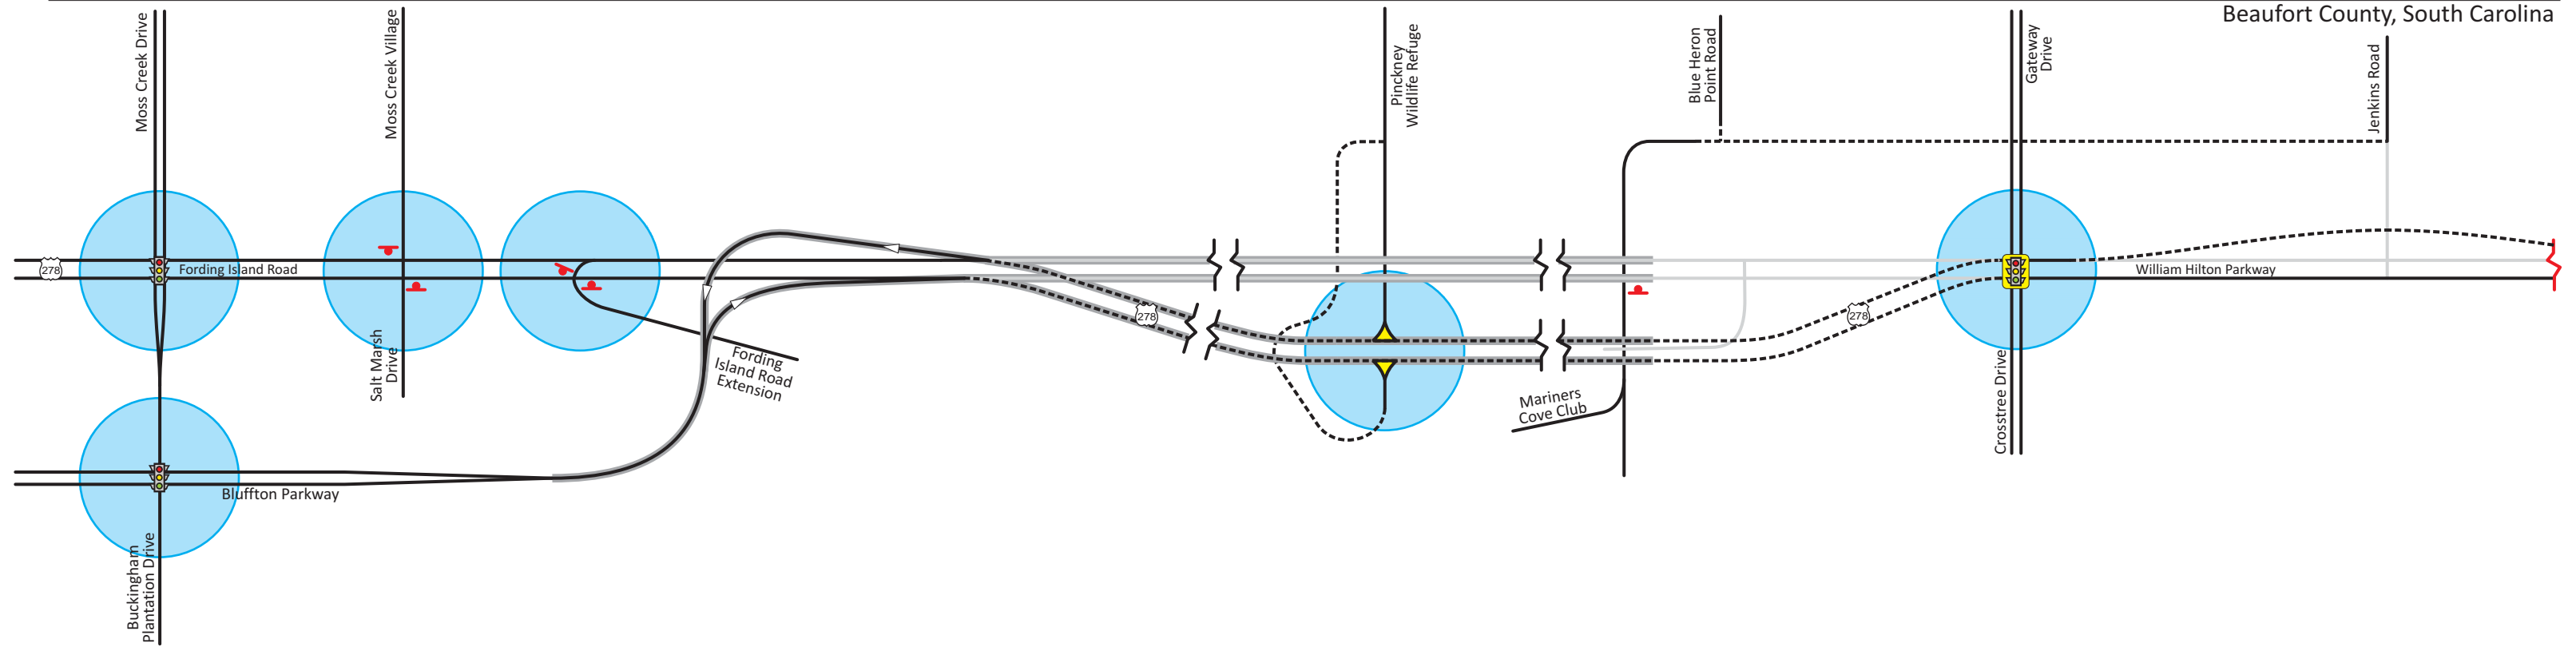 Beaufort County, South Carolina
Moss Creek Drive
Moss Creek Village
Pinckney
Wildlife Refuge
Blue Heron
Point Road
Gateway
Drive
Jenkins Road
278
Fording Island Road
William Hilton Parkway
278
278
Salt Marsh
Drive
Fording
Island Road
Extension
Mariners
Cove Club
Crosstree Drive
Bluffton Parkway
Buckingham
Plantation Drive